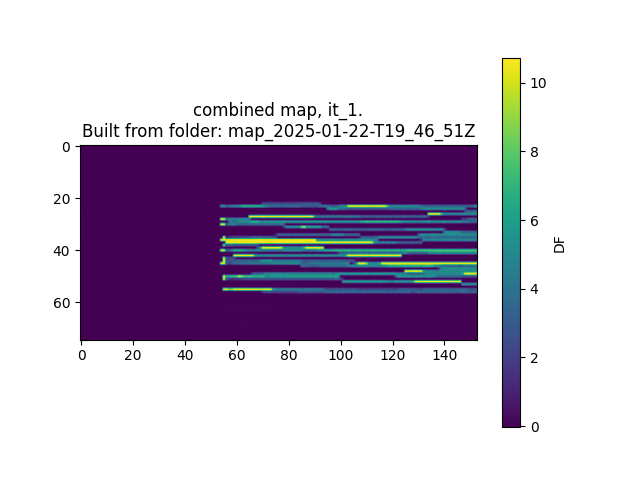 combined map, it_1.
Built from folder: map_2025-01-22-T19_46_51Z
0
20
40
60
0 20 40 60 80 100 120 140
10
8
6
4
2
0
DF